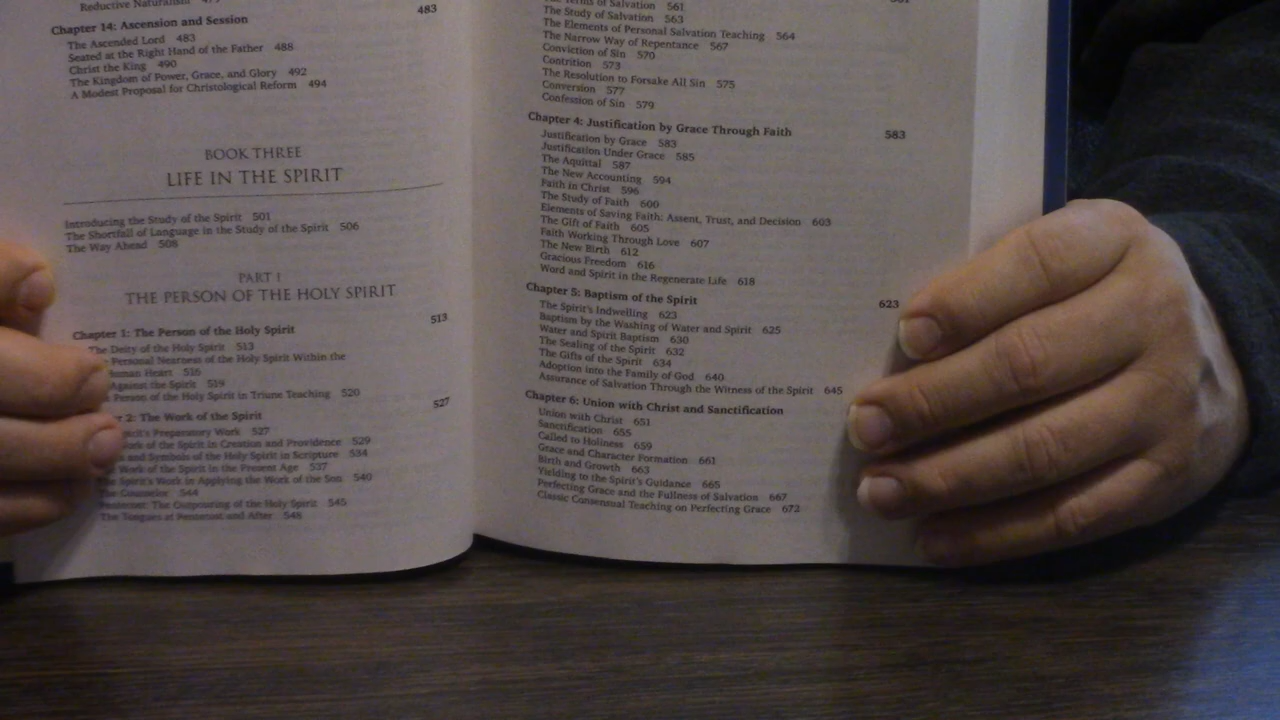 Reductive Naturalism
Chapter 14: Ascension and Session 483
The Ascended Lord 483
Seated at the Right Hand of the Father 488
Christ the King 490
The Kingdom of Power, Grace, and Glory 492
A Modest Proposal for Christological Reform 494
BOOK THREE
LIFE IN THE SPIRIT
Introducing the Study of the Spirit 501
The Shortfall of Language in the Study of the Spirit 506
The Way Ahead 508
PART I
THE PERSON OF THE HOLY SPIRIT
Chapter 1: The Person of the Holy Spirit 513
The Deity of the Holy Spirit 513
Personal Nearness of the Holy Spirit Within the
Human Heart 516
Against the Spirit 519
Person of the Holy Spirit in Triune Teaching 520
2: The Work of the Spirit 527
Preparatory Work 527
Work of the Spirit in Creation and Providence 529
and Symbols of the Holy Spirit in Scripture 534
Work of the Spirit in the Present Age 537
The Spirit's Work in Applying the Work of the Son 540
The Counselor 544
Pentecost: The Outpouring of the Holy Spirit 545
The Tongues at Pentecost and After 548
The Terms of Salvation 561
The Study of Salvation 563
The Elements of Personal Salvation Teaching 564
The Narrow Way of Repentance 567
Conviction of Sin 570
Contrition 573
The Resolution to Forsake All Sin 575
Conversion 577
Confession of Sin 579
Chapter 4: Justification by Grace Through Faith 583
Justification by Grace 583
Justification Under Grace 585
The Aquittal 587
The New Accounting 594
Faith in Christ 596
The Study of Faith 600
Elements of Saving Faith: Assent, Trust, and Decision 603
The Gift of Faith 605
Faith Working Through Love 607
The New Birth 612
Gracious Freedom 616
Word and Spirit in the Regenerate Life 618
Chapter 5: Baptism of the Spirit 623
The Spirit's Indwelling 623
Baptism by the Washing of Water and Spirit 625
Water and Spirit Baptism 630
The Sealing of the Spirit 632
The Gifts of the Spirit 634
Adoption into the Family of God 640
Assurance of Salvation Through the Witness of the Spirit 645
Chapter 6: Union with Christ and Sanctification
Union with Christ 651
Sanctification 655
Called to Holiness 659
Grace and Character Formation 661
Birth and Growth 663
Yielding to the Spirit's Guidance 665
Perfecting Grace and the Fullness of Salvation 667
Classic Consensual Teaching on Perfecting Grace 672